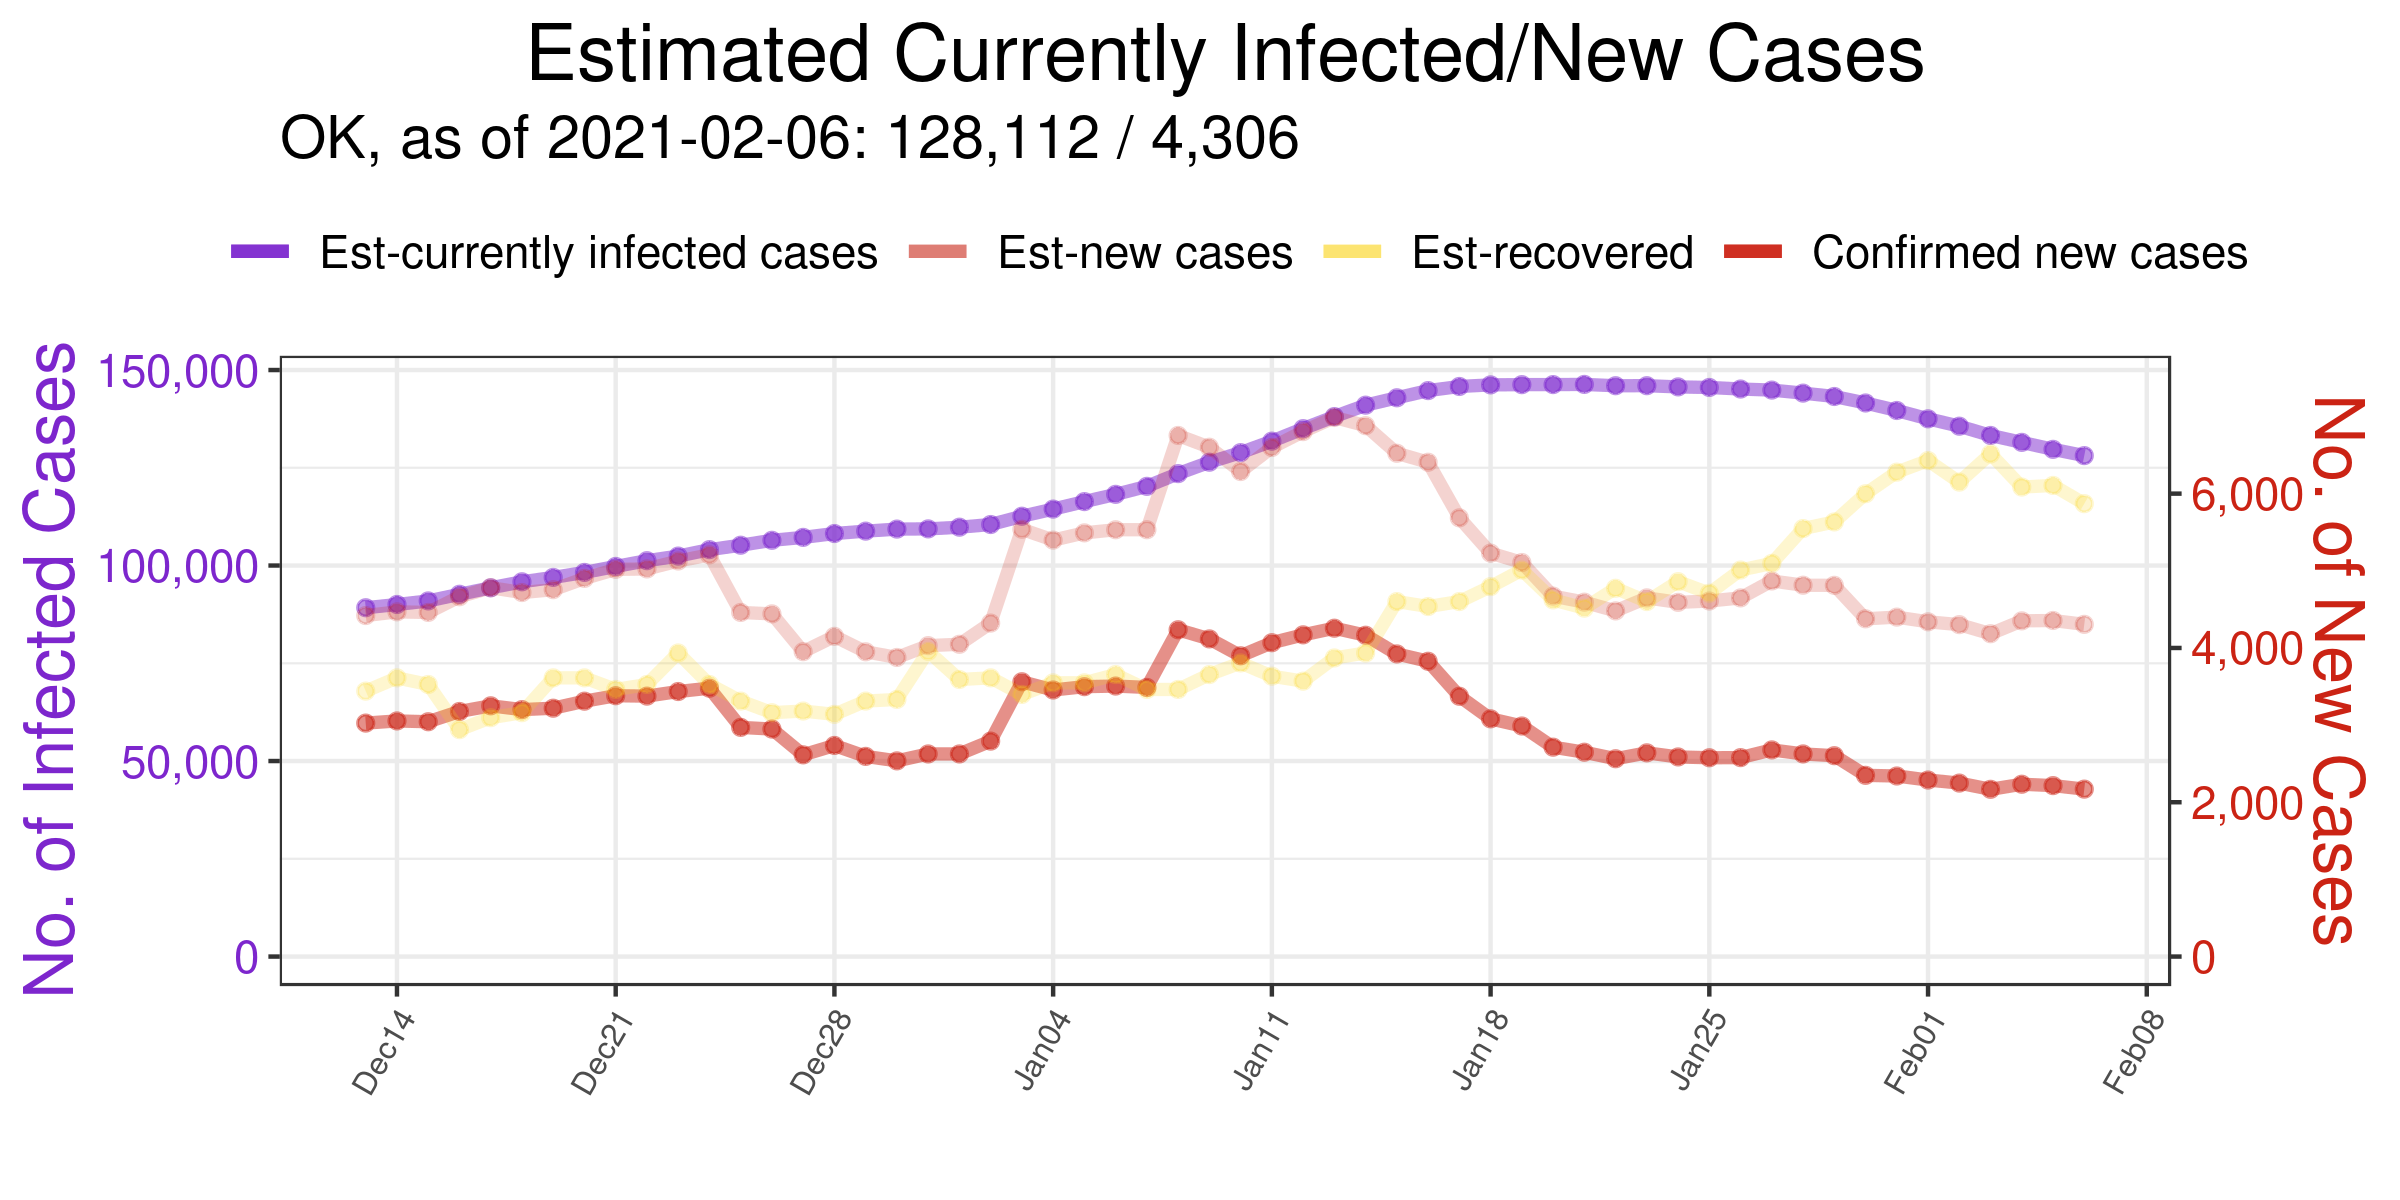 Estimated Currently Infected/New Cases
OK, as of 2021-02-06: 128,112 / 4,306
Est-currently infected cases Est-new cases Est-recovered Confirmed new cases
No. of Infected Cases
150,000
100,000
50,000
0
No. of New Cases
6,000
4,000
2,000
0
Dec14 Dec21 Dec28 Jan04 Jan11 Jan18 Jan25 Feb01 Feb08